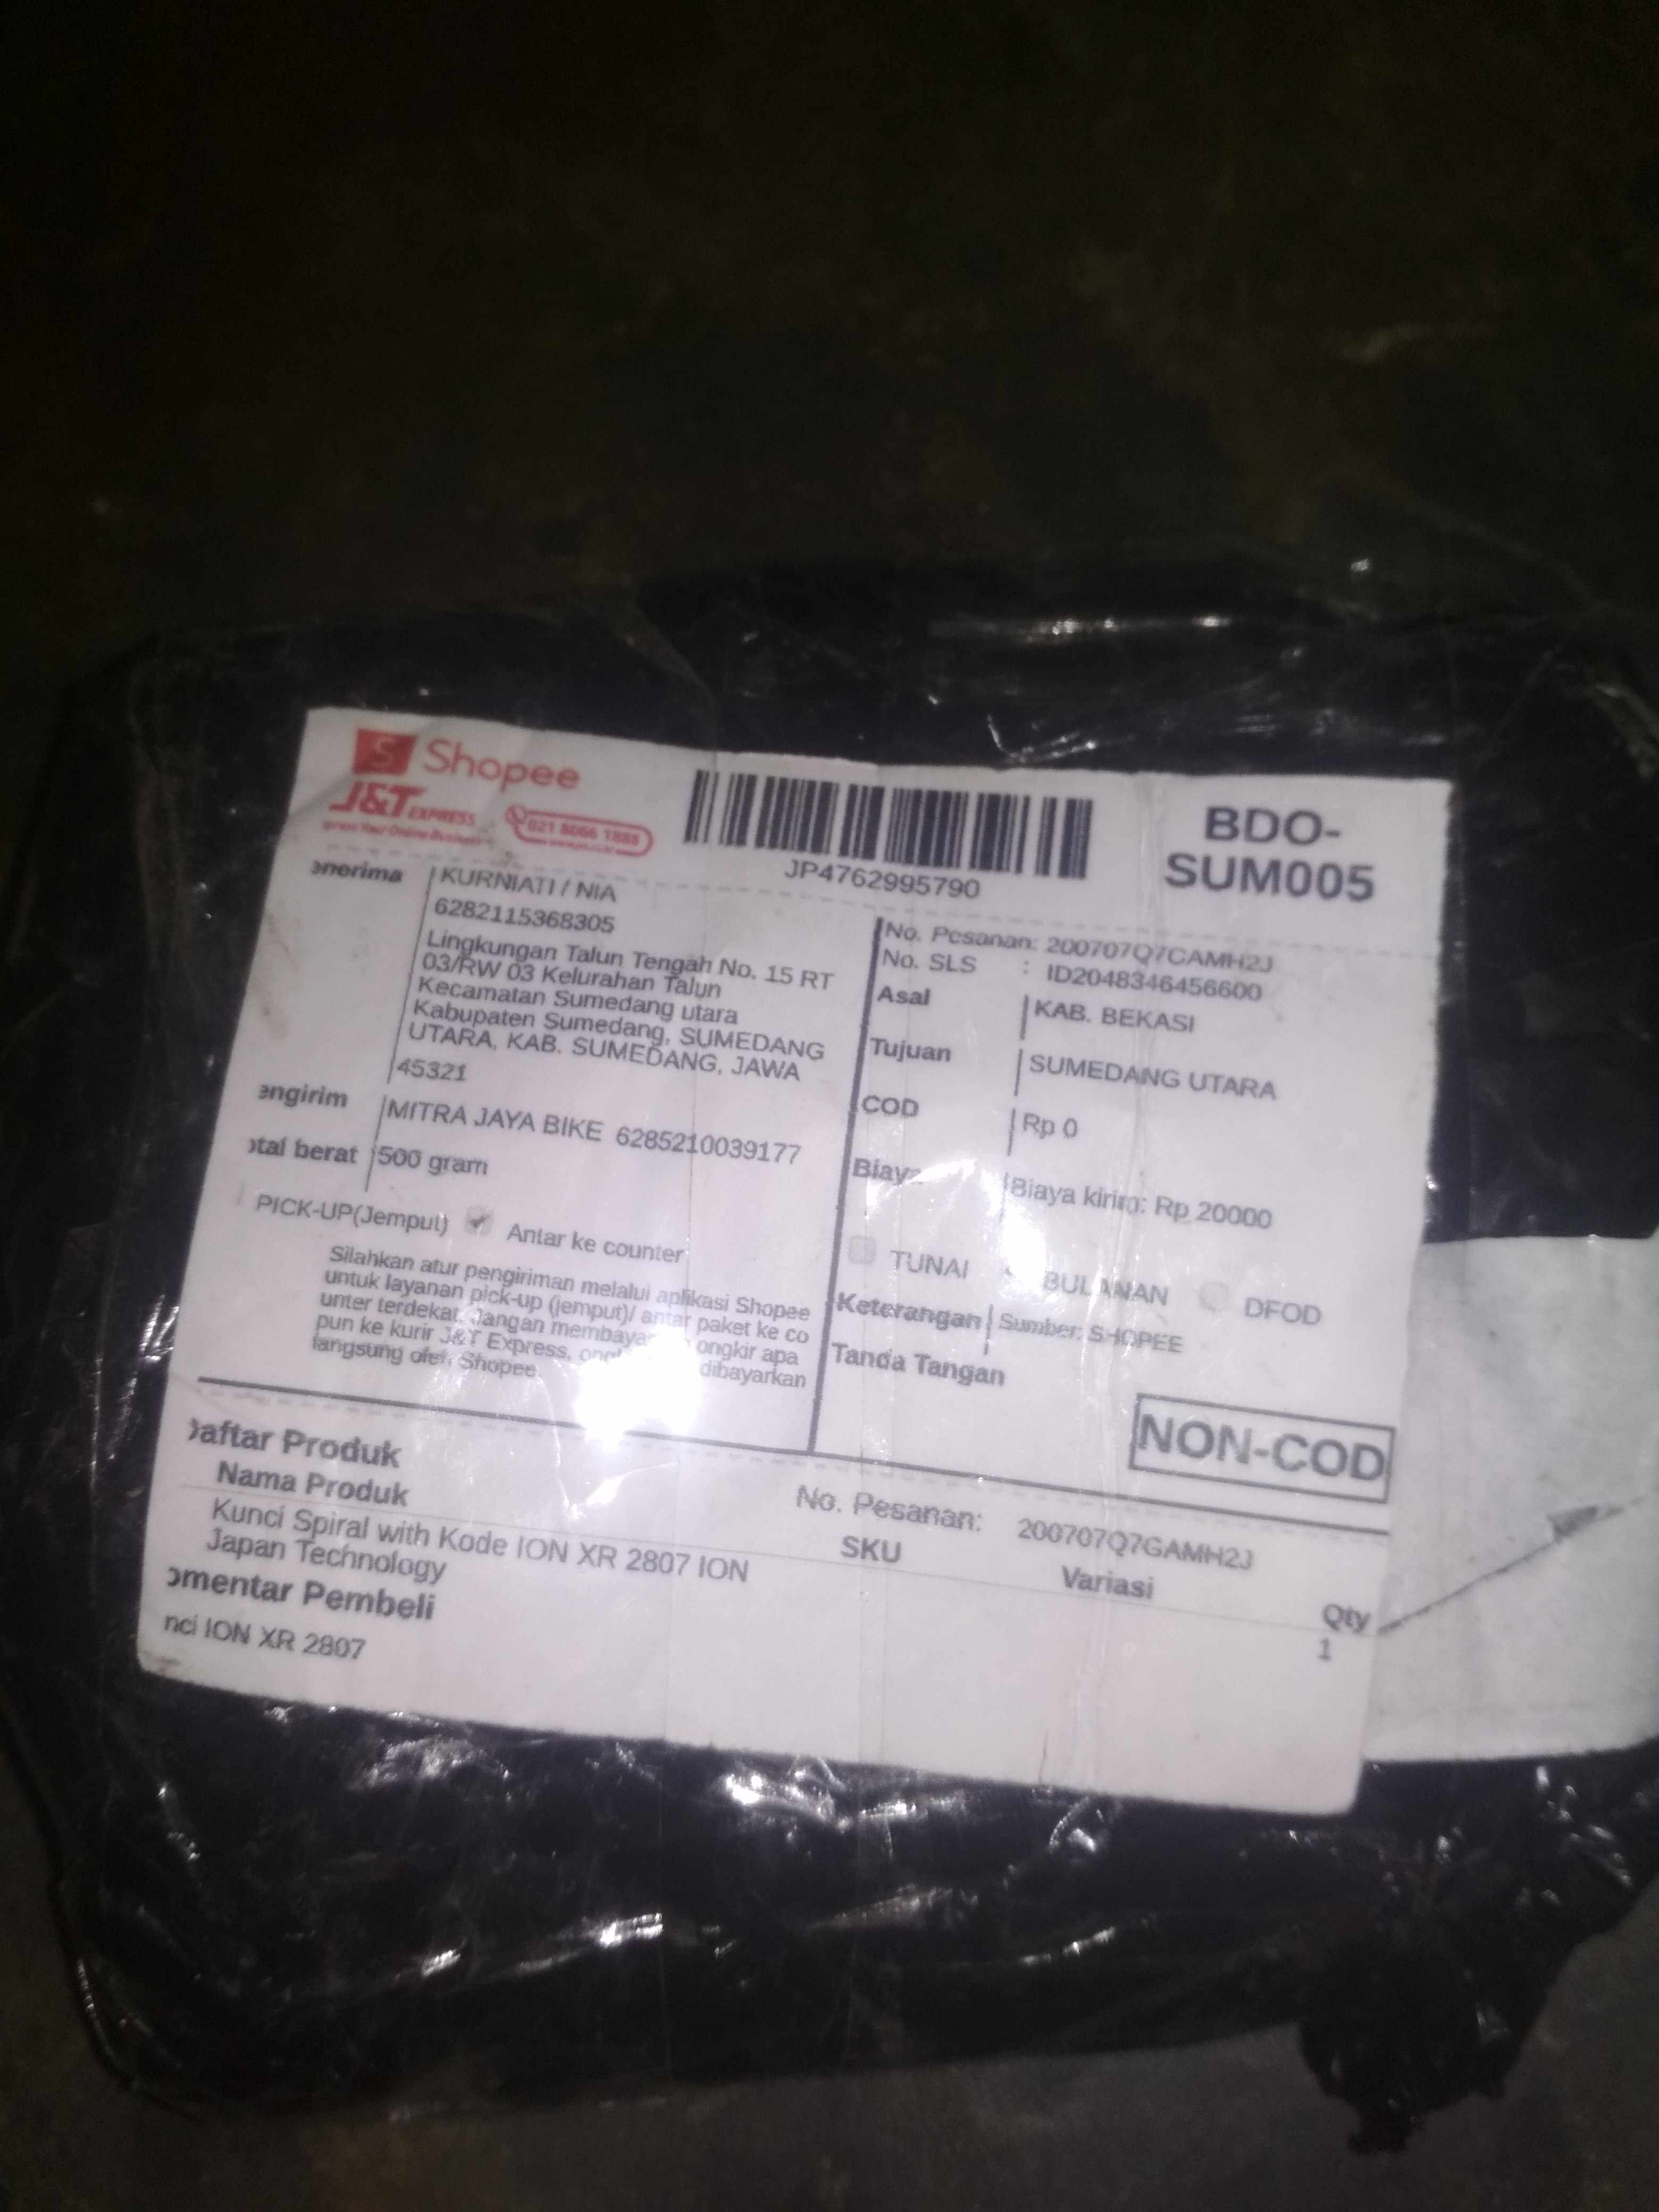 Shopee
J&T EXPRESS
021 8066 1888
JP4762995790
BDO-
SUM005
enerima
KURNIATI / NIA
6282115368305
Lingkungan Talun Tengah No. 15 RT
03/RW 03 Kelurahan Talun
Kecamatan Sumedang utara
Kabupaten Sumedang, SUMEDANG
UTARA, KAB. SUMEDANG, JAWA
45321
engirim
MITRA JAYA BIKE 6285210039177
otal berat
500 gram
PICK-UP(Jemput)
Antar ke counter
Silahkan atur pengiriman melalui aplikasi Shopee
untuk layanan pick-up (jemput)/ antar paket ke co
unter terdekat. Jangan membayar ongkir apa
pun ke kurir J&T Express, dibayarkan
langsung oleh Shopee.
No. Pesanan: 200707Q7GAMH2J
No. SLS : ID2048346456600
Asal
KAB. BEKASI
Tujuan
SUMEDANG UTARA
COD
Rp 0
Biaya
Biaya kirim: Rp 20000
TUNAI
BULANAN
DFOD
Keterangan
Sumber: SHOPEE
Tanda Tangan
NON-COD
Daftar Produk
No. Pesanan: 200707Q7GAMH2J
Nama Produk
SKU
Variasi
Qty
Kunci Spiral with Kode ION XR 2807 ION
Japan Technology
1
omentar Pembeli
nci ION XR 2807